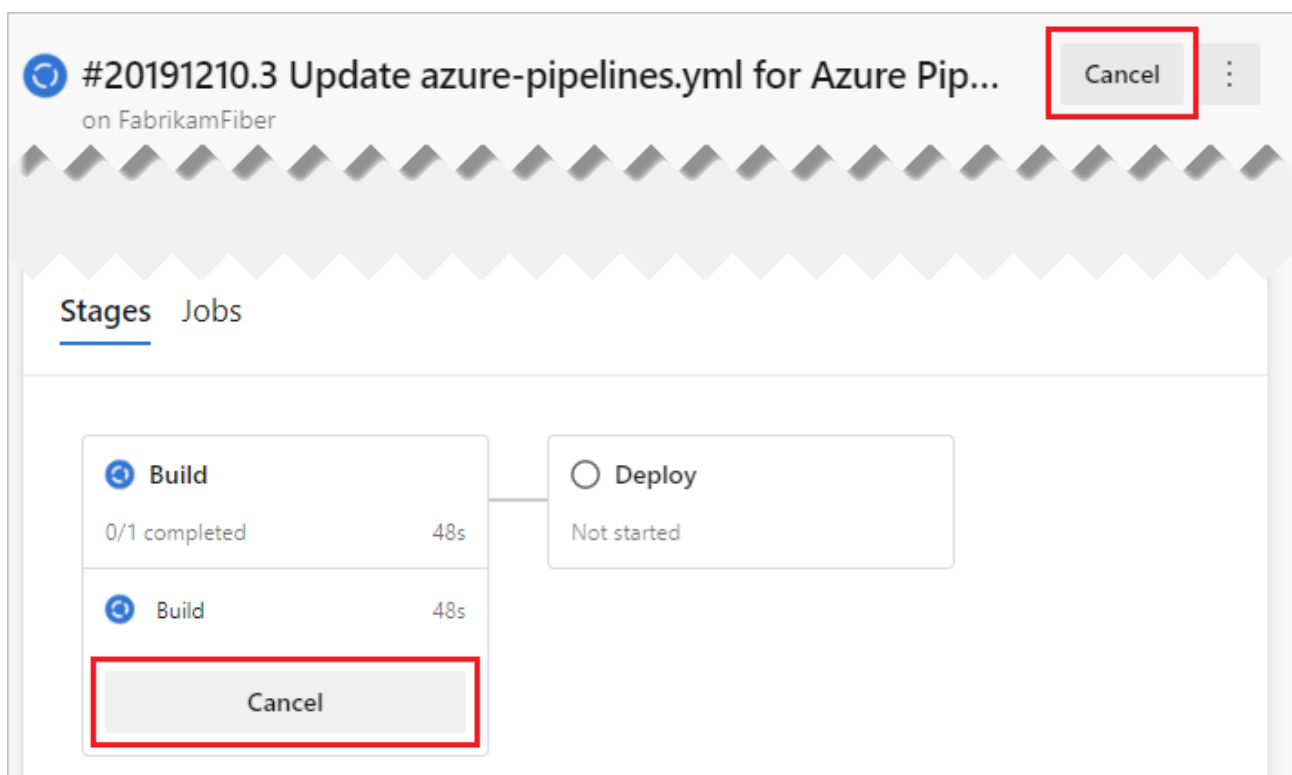 #20191210.3 Update azure-pipelines.yml for Azure Pip...
Cancel
on FabrikamFiber
Stages Jobs
Build
0/1 completed 48s
Build 48s
Cancel
Deploy
Not started